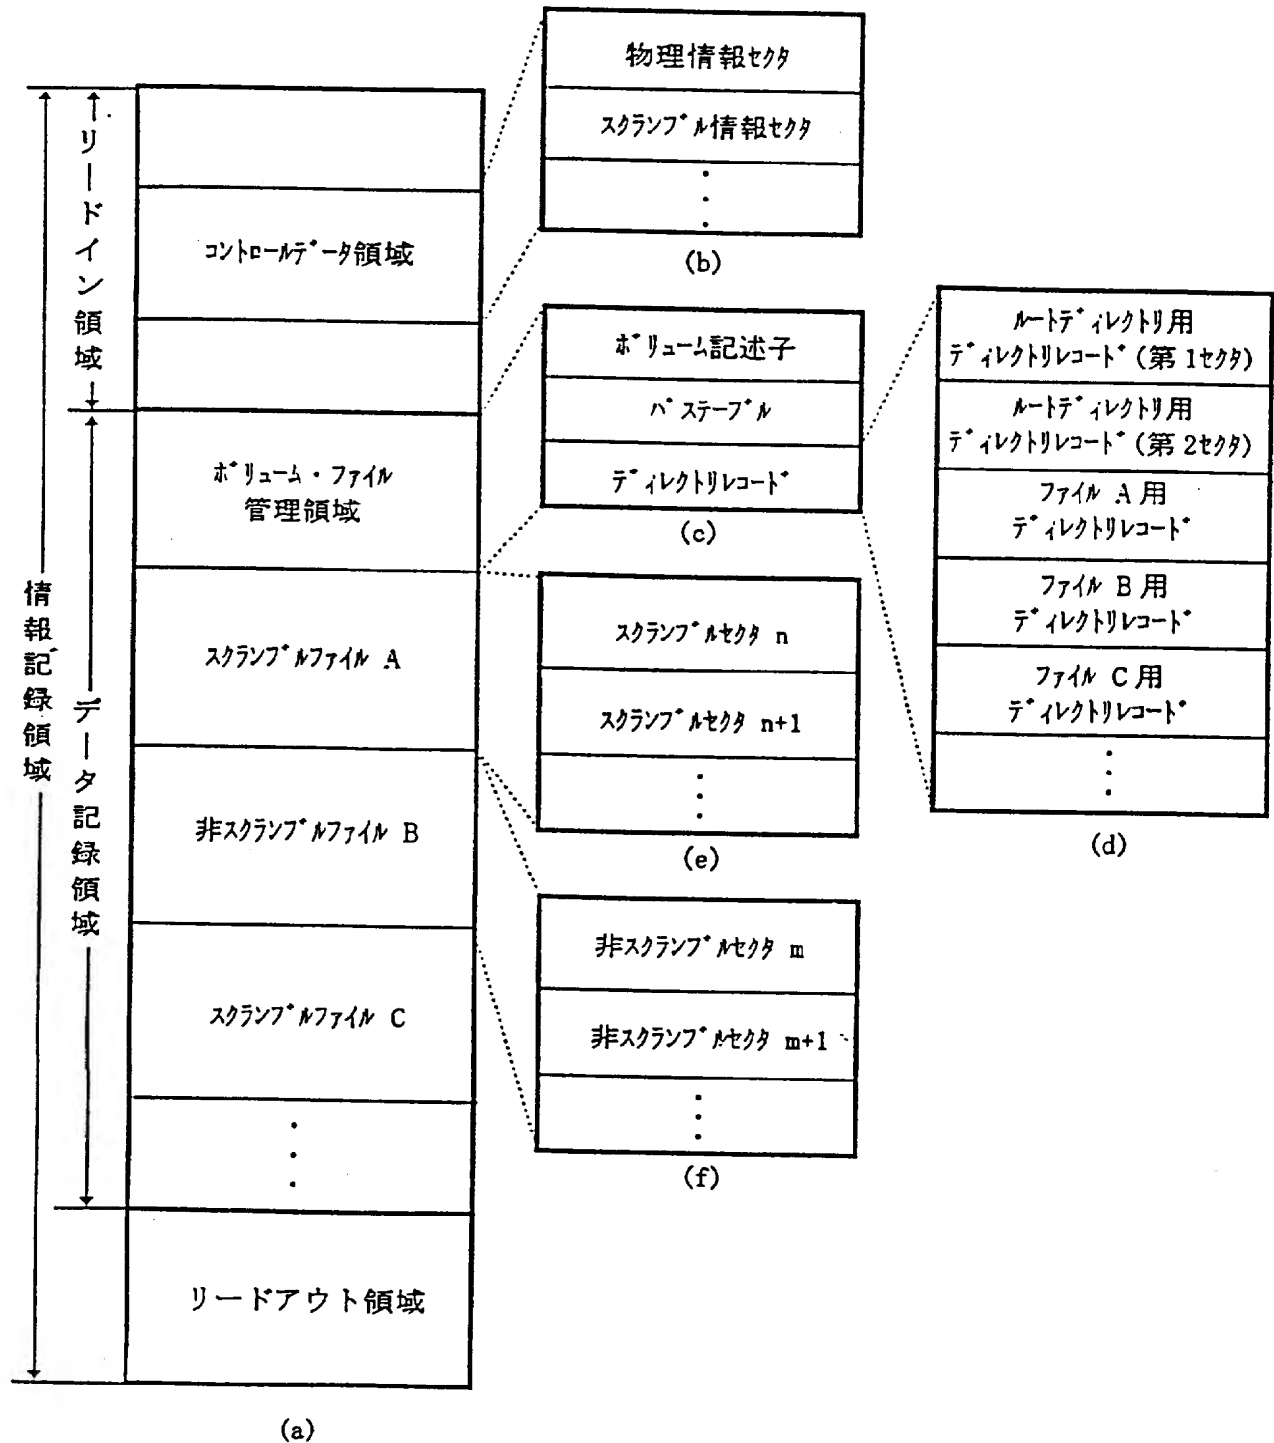 物理情報セクタ
スクランブル情報セクタ
(b)
情報記録領域
リードイン領域
データ記録領域
コントロールデータ領域
ボリューム・ファイル
管理領域
スクランブルファイル A
非スクランブルファイル B
スクランブルファイル C
リードアウト領域
(a)
ボリューム記述子
パステーブル
ディレクトリレコード
(c)
ルートディレクトリ用
ディレクトリレコード(第1セクタ)
ルートディレクトリ用
ディレクトリレコード(第2セクタ)
ファイル A 用
ディレクトリレコード
ファイル B 用
ディレクトリレコード
ファイル C 用
ディレクトリレコード
(d)
スクランブルセクタ n
スクランブルセクタ n+1
(e)
非スクランブルセクタ m
非スクランブルセクタ m+1
(f)